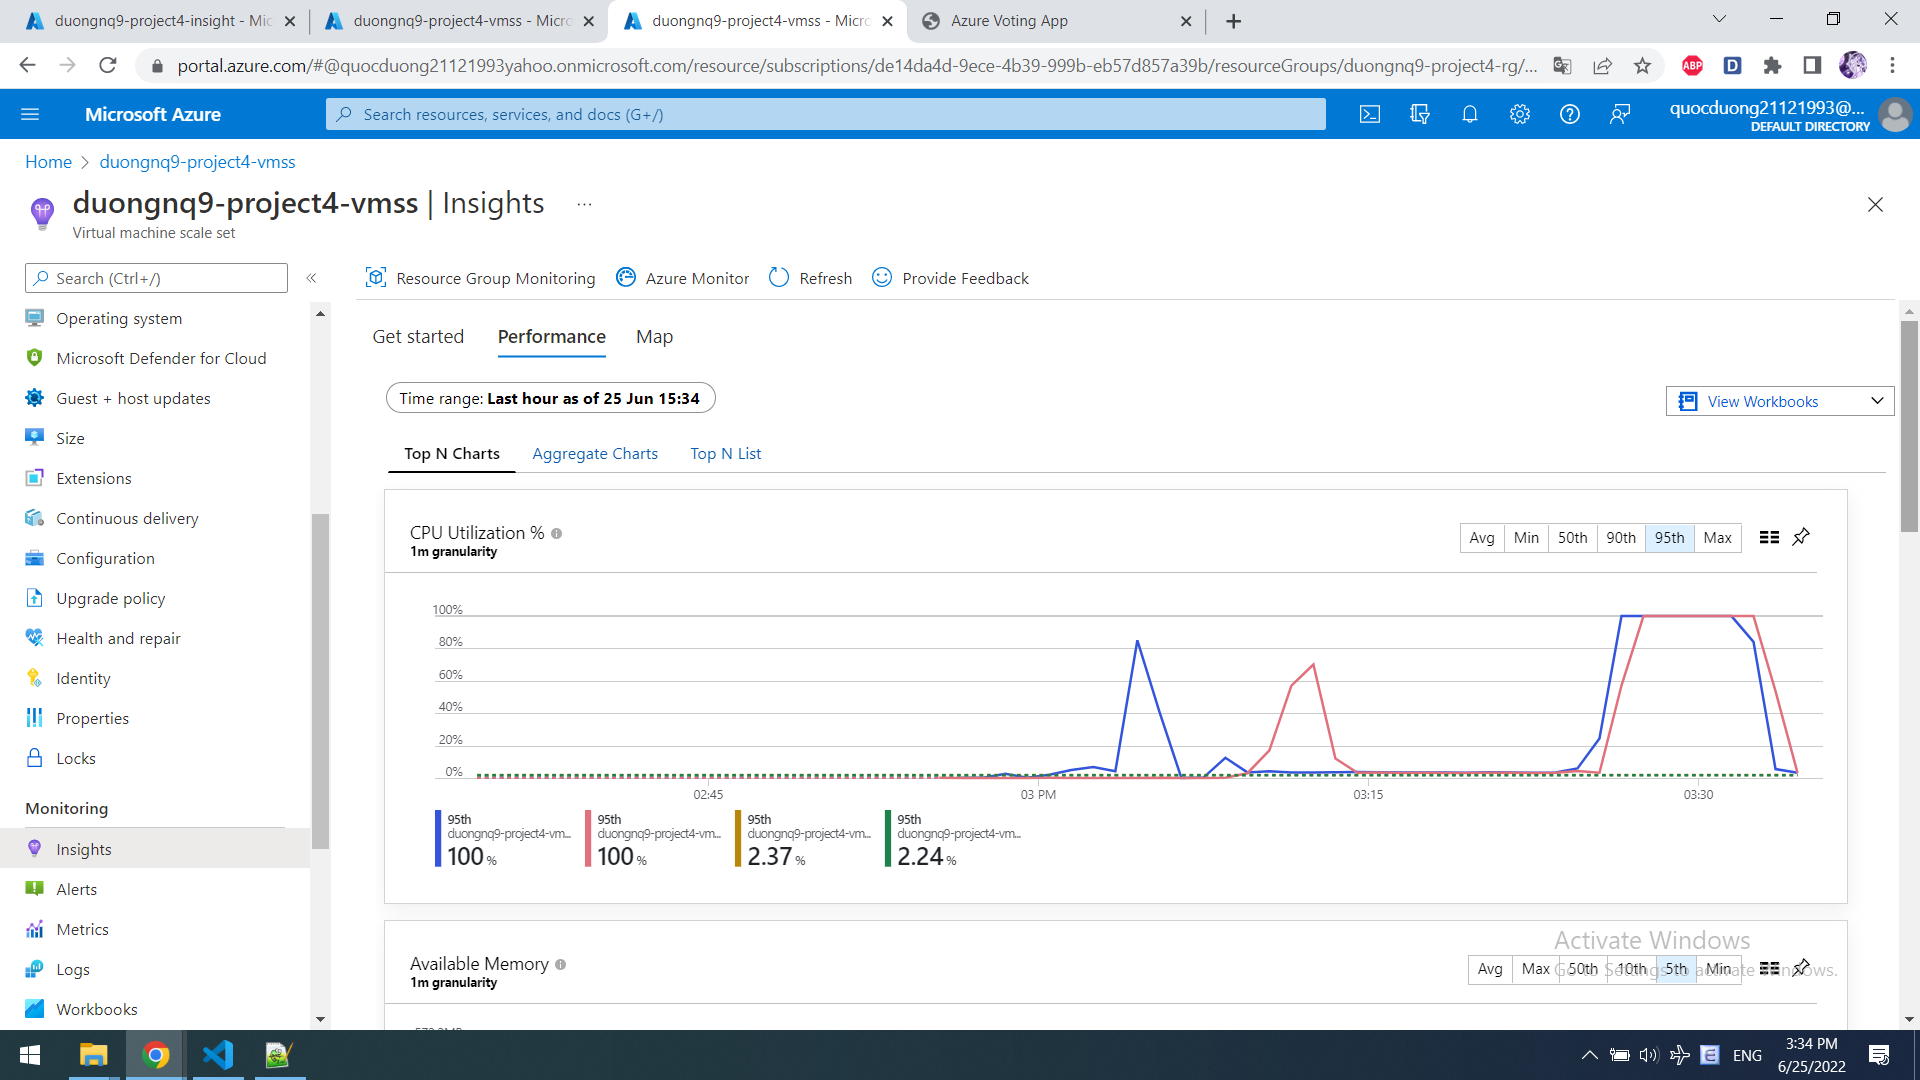 duongnq9-project4-insight - Mic
duongnq9-project4-vmss - Micro
duongnq9-project4-vmss - Micro
Azure Voting App
portal.azure.com/#@quocduong21121993yahoo.onmicrosoft.com/resource/subscriptions/de14da4d-9ece-4b39-999b-eb57d857a39b/resourceGroups/duongnq9-project4-rg/...
ABP
D
Microsoft Azure
Search resources, services, and docs (G+/)
quocduong21121993@...
DEFAULT DIRECTORY
Home
duongnq9-project4-vmss
duongnq9-project4-vmss | Insights
...
Virtual machine scale set
Search (Ctrl+/)
«
Resource Group Monitoring
Azure Monitor
Refresh
Provide Feedback
Operating system
Microsoft Defender for Cloud
Guest + host updates
Size
Extensions
Continuous delivery
Configuration
Upgrade policy
Health and repair
Identity
Properties
Locks
Monitoring
Insights
Alerts
Metrics
Logs
Workbooks
Get started
Performance
Map
Time range: Last hour as of 25 Jun 15:34
View Workbooks
Top N Charts
Aggregate Charts
Top N List
CPU Utilization %
1m granularity
Avg
Min
50th
90th
95th
Max
100%
80%
60%
40%
20%
0%
02:45
03 PM
03:15
03:30
95th
duongnq9-project4-vm...
100 %
95th
duongnq9-project4-vm...
100 %
95th
duongnq9-project4-vm...
2.37 %
95th
duongnq9-project4-vm...
2.24 %
Available Memory
1m granularity
Avg
Max
50th
10th
5th
Min
Activate Windows
Go to Settings to activate Windows.
ENG
3:34 PM
6/25/2022